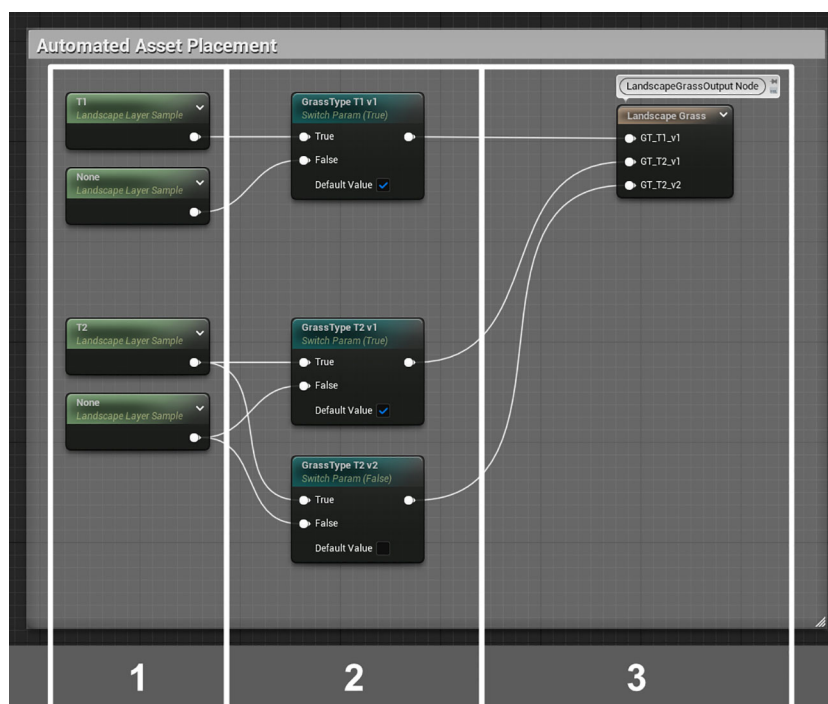 Automated Asset Placement
T1
Landscape Layer Sample
None
Landscape Layer Sample
T2
Landscape Layer Sample
None
Landscape Layer Sample
GrassType T1 v1
Switch Param (True)
True
False
Default Value
GrassType T2 v1
Switch Param (True)
True
False
Default Value
GrassType T2 v2
Switch Param (False)
True
False
Default Value
LandscapeGrassOutput Node
Landscape Grass
GT_T1_v1
GT_T2_v1
GT_T2_v2
1
2
3